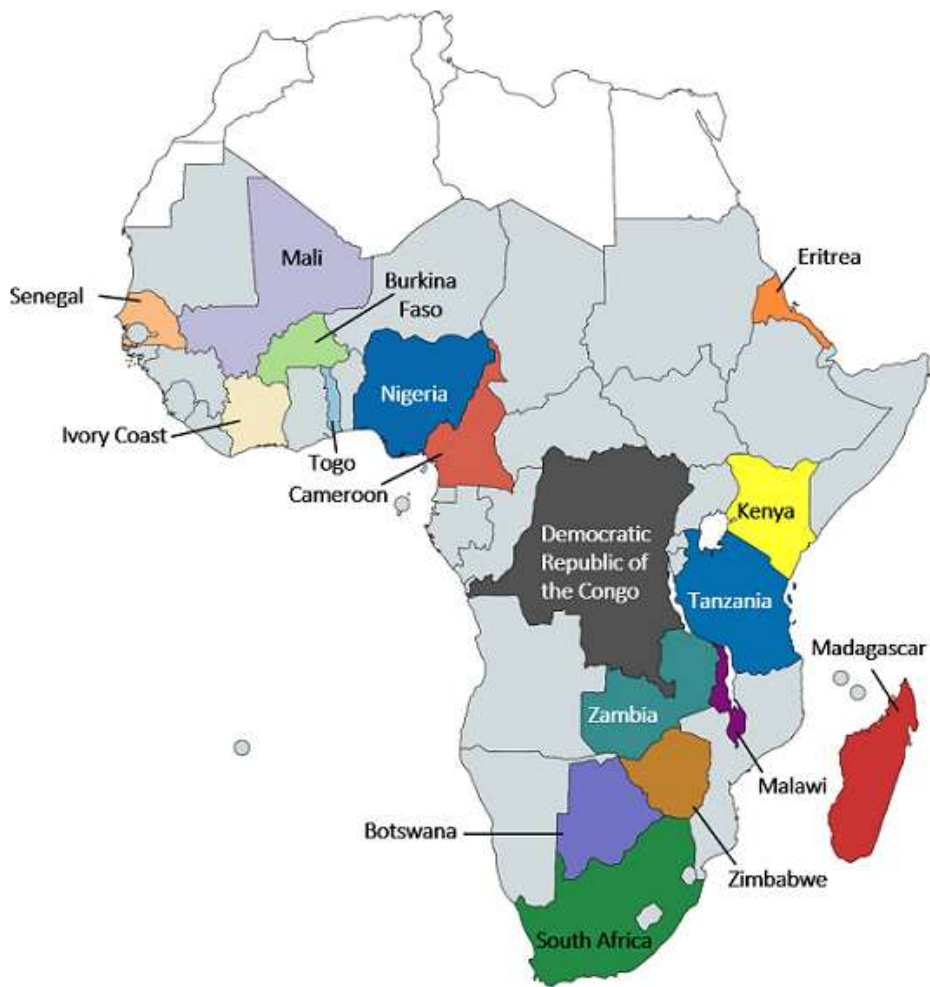 Eritrea
Mali
Senegal
Burkina
Faso
Nigeria
Ivory Coast
Togo
Cameroon
Kenya
Democratic
Republic of
the Congo
Tanzania
Madagascar
Zambia
Malawi
Botswana
Zimbabwe
South Africa